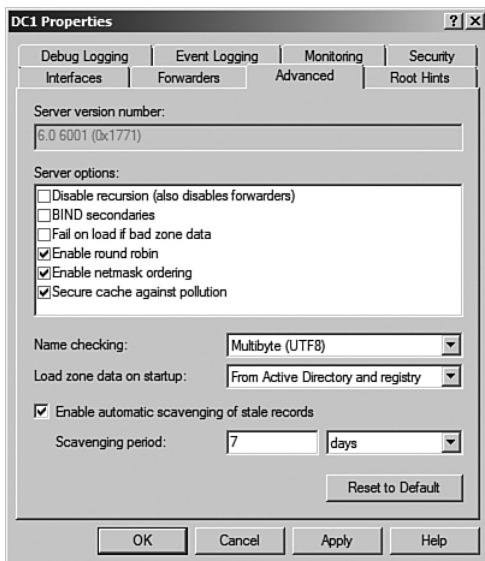 DC1 Properties
Debug Logging Event Logging Monitoring Security
Interfaces Forwarders Advanced Root Hints
Server version number:
6.0 6001 (0x1771)
Server options:
Disable recursion (also disables forwarders)
BIND secondaries
Fail on load if bad zone data
Enable round robin
Enable netmask ordering
Secure cache against pollution
Name checking: Multibyte (UTF8)
Load zone data on startup: From Active Directory and registry
Enable automatic scavenging of stale records
Scavenging period: 7 days
Reset to Default
OK Cancel Apply Help